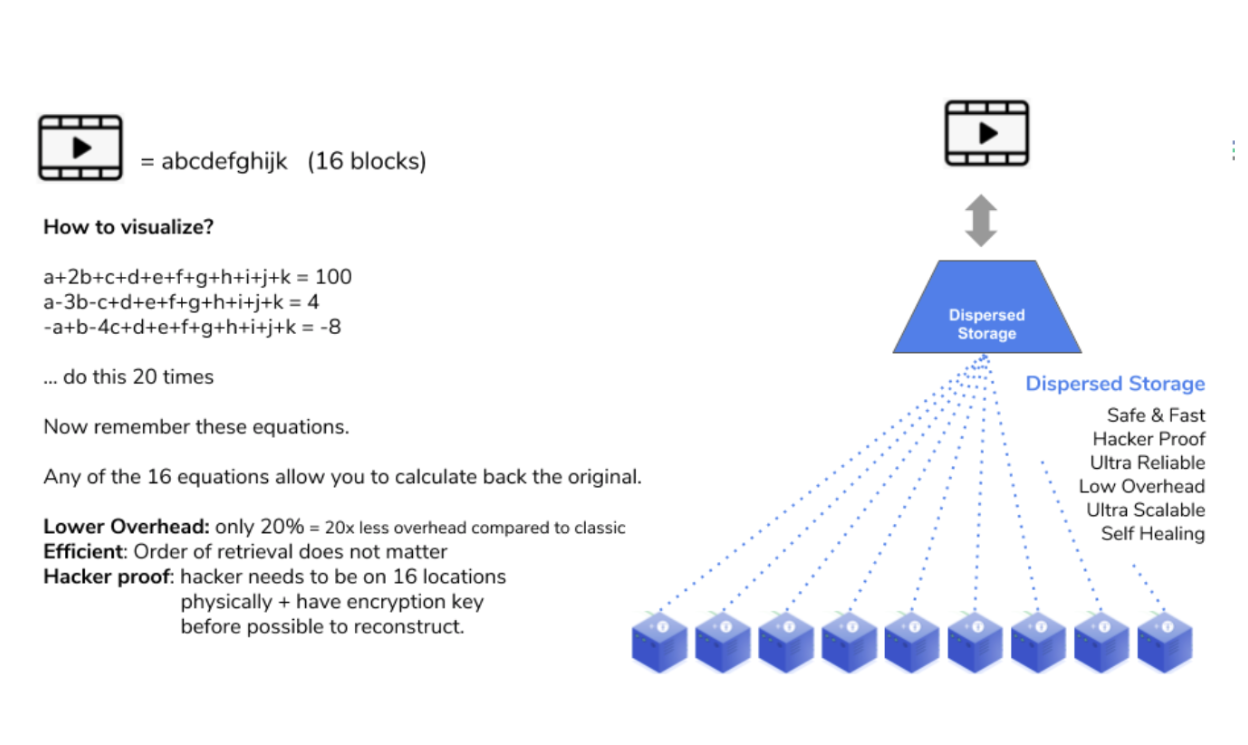 = abcdefghijk (16 blocks)
How to visualize?
a+2b+c+d+e+f+g+h+i+j+k = 100
a-3b-c+d+e+f+g+h+i+j+k = 4
-a+b-4c+d+e+f+g+h+i+j+k = -8
... do this 20 times
Now remember these equations.
Any of the 16 equations allow you to calculate back the original.
Lower Overhead: only 20% = 20x less overhead compared to classic
Efficient: Order of retrieval does not matter
Hacker proof: hacker needs to be on 16 locations
physically + have encryption key
before possible to reconstruct.
Dispersed
Storage
Dispersed Storage
Safe & Fast
Hacker Proof
Ultra Reliable
Low Overhead
Ultra Scalable
Self Healing